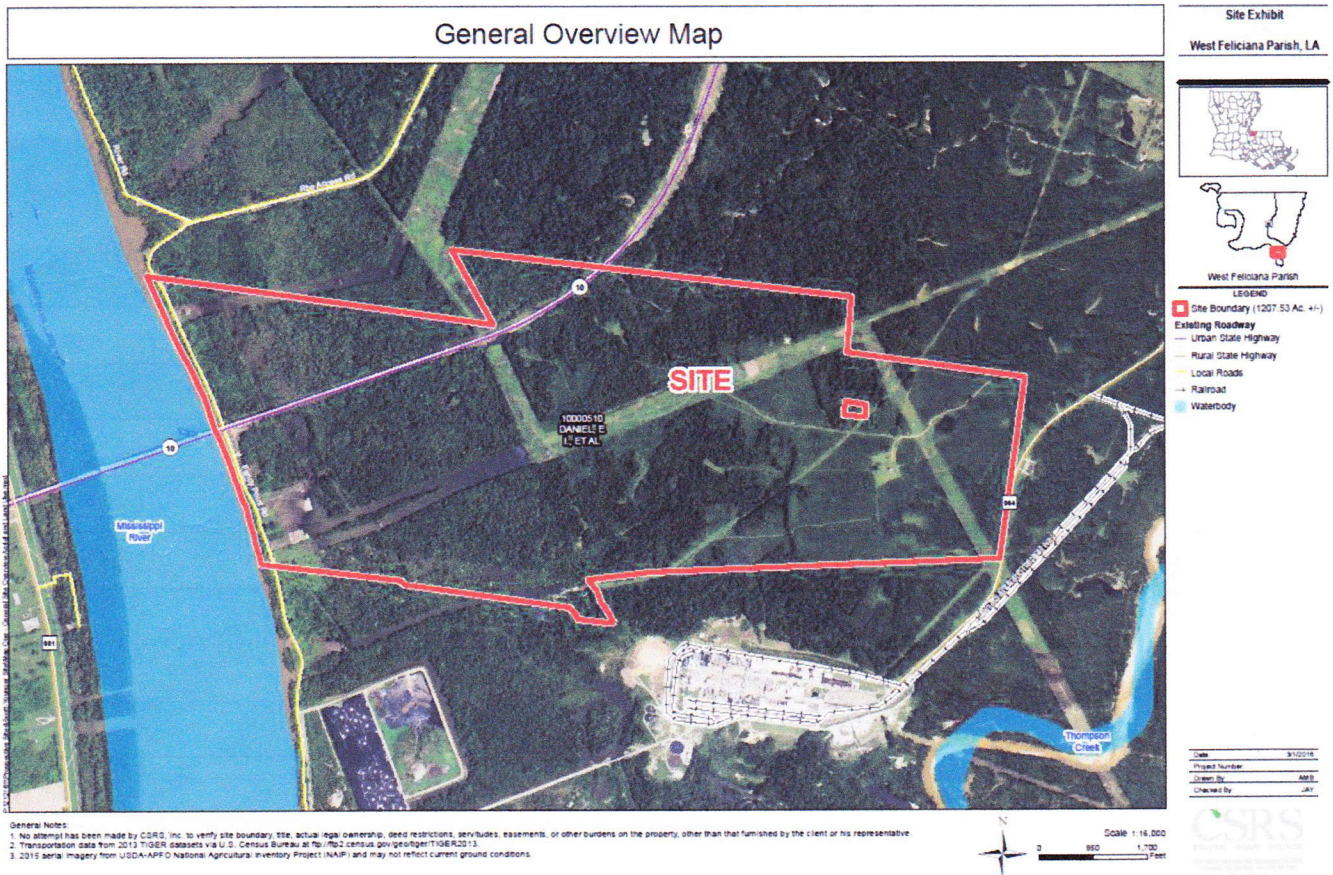 General Overview Map
Site Exhibit
West Feliciana Parish, LA
West Feliciana Parish
LEGEND
Site Boundary (1207.53 Ac. +/-)
Existing Roadway
Urban State Highway
Rural State Highway
Local Roads
Railroad
Waterbody
River Rd
10
SITE
10000510
DANIEL, E
L, ET AL
10
964
Mississippi
River
981
Thompson
Creek
Date
Project Number
Drawn By AMB
Checked By JAY
CSRS
General Notes:
1. No attempt has been made by CSRS, Inc. to verify site boundary, title, actual legal ownership, deed restrictions, servitudes, easements, or other burdens on the property, other than that furnished by the client or his representative.
2. Transportation data from 2013 TIGER datasets via U.S. Census Bureau at ftp://ftp2.census.gov/geo/tiger/TIGER2013.
3. 2015 aerial imagery from USDA-APFO National Agricultural Inventory Project (NAIP) and may not reflect current ground conditions.
N
Scale 1:16,000
0 850 1,700
Feet